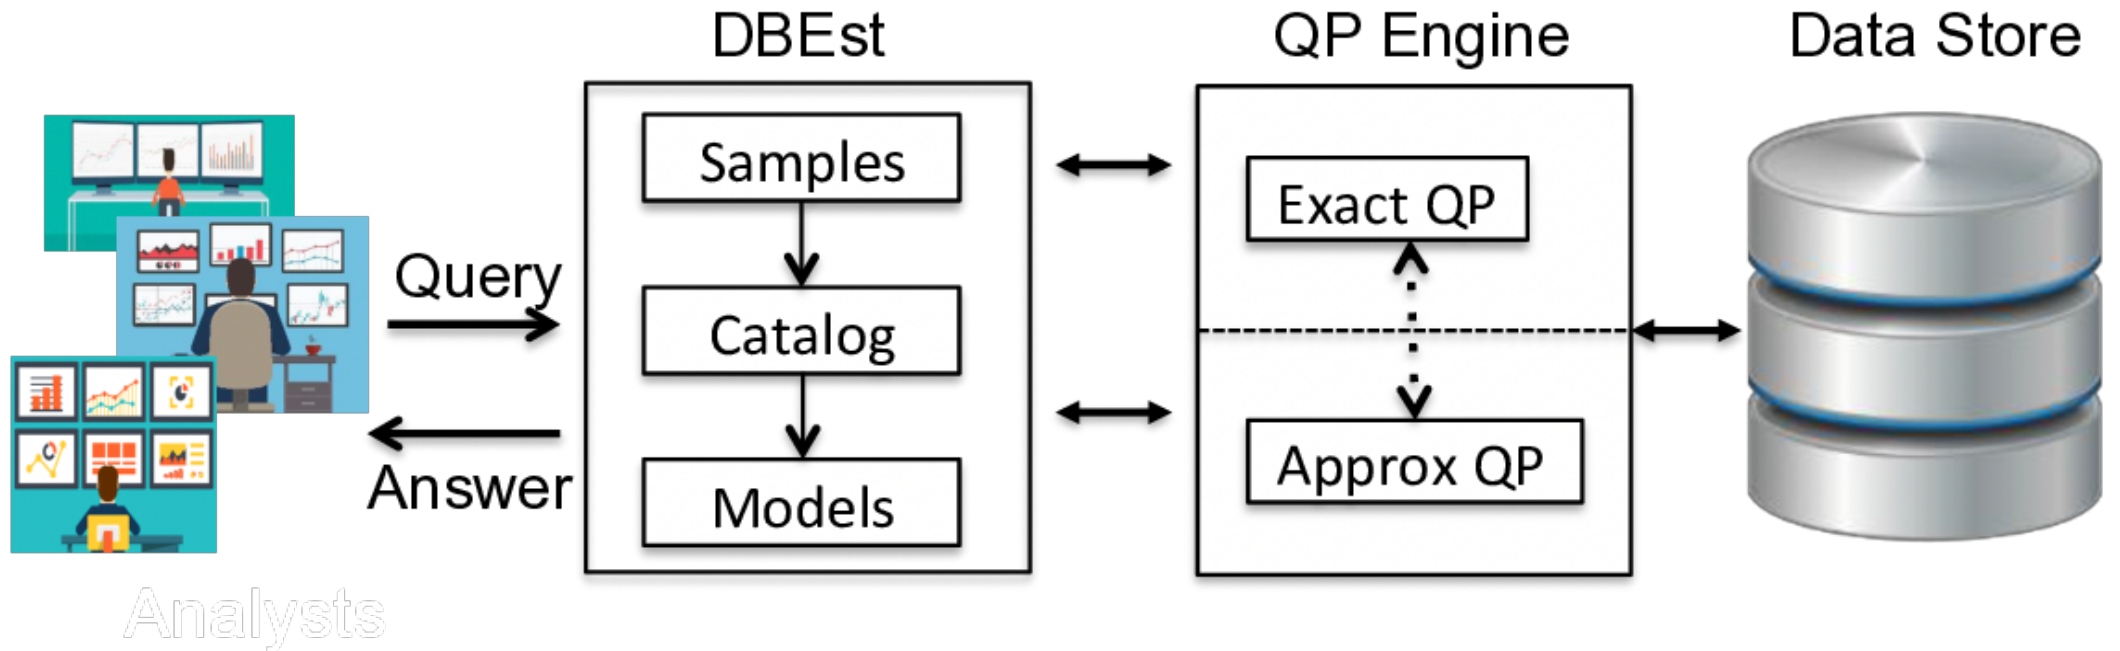 DBEst
QP Engine
Data Store
Samples
Exact QP
Query
Catalog
Approx QP
Answer
Models
Analysts